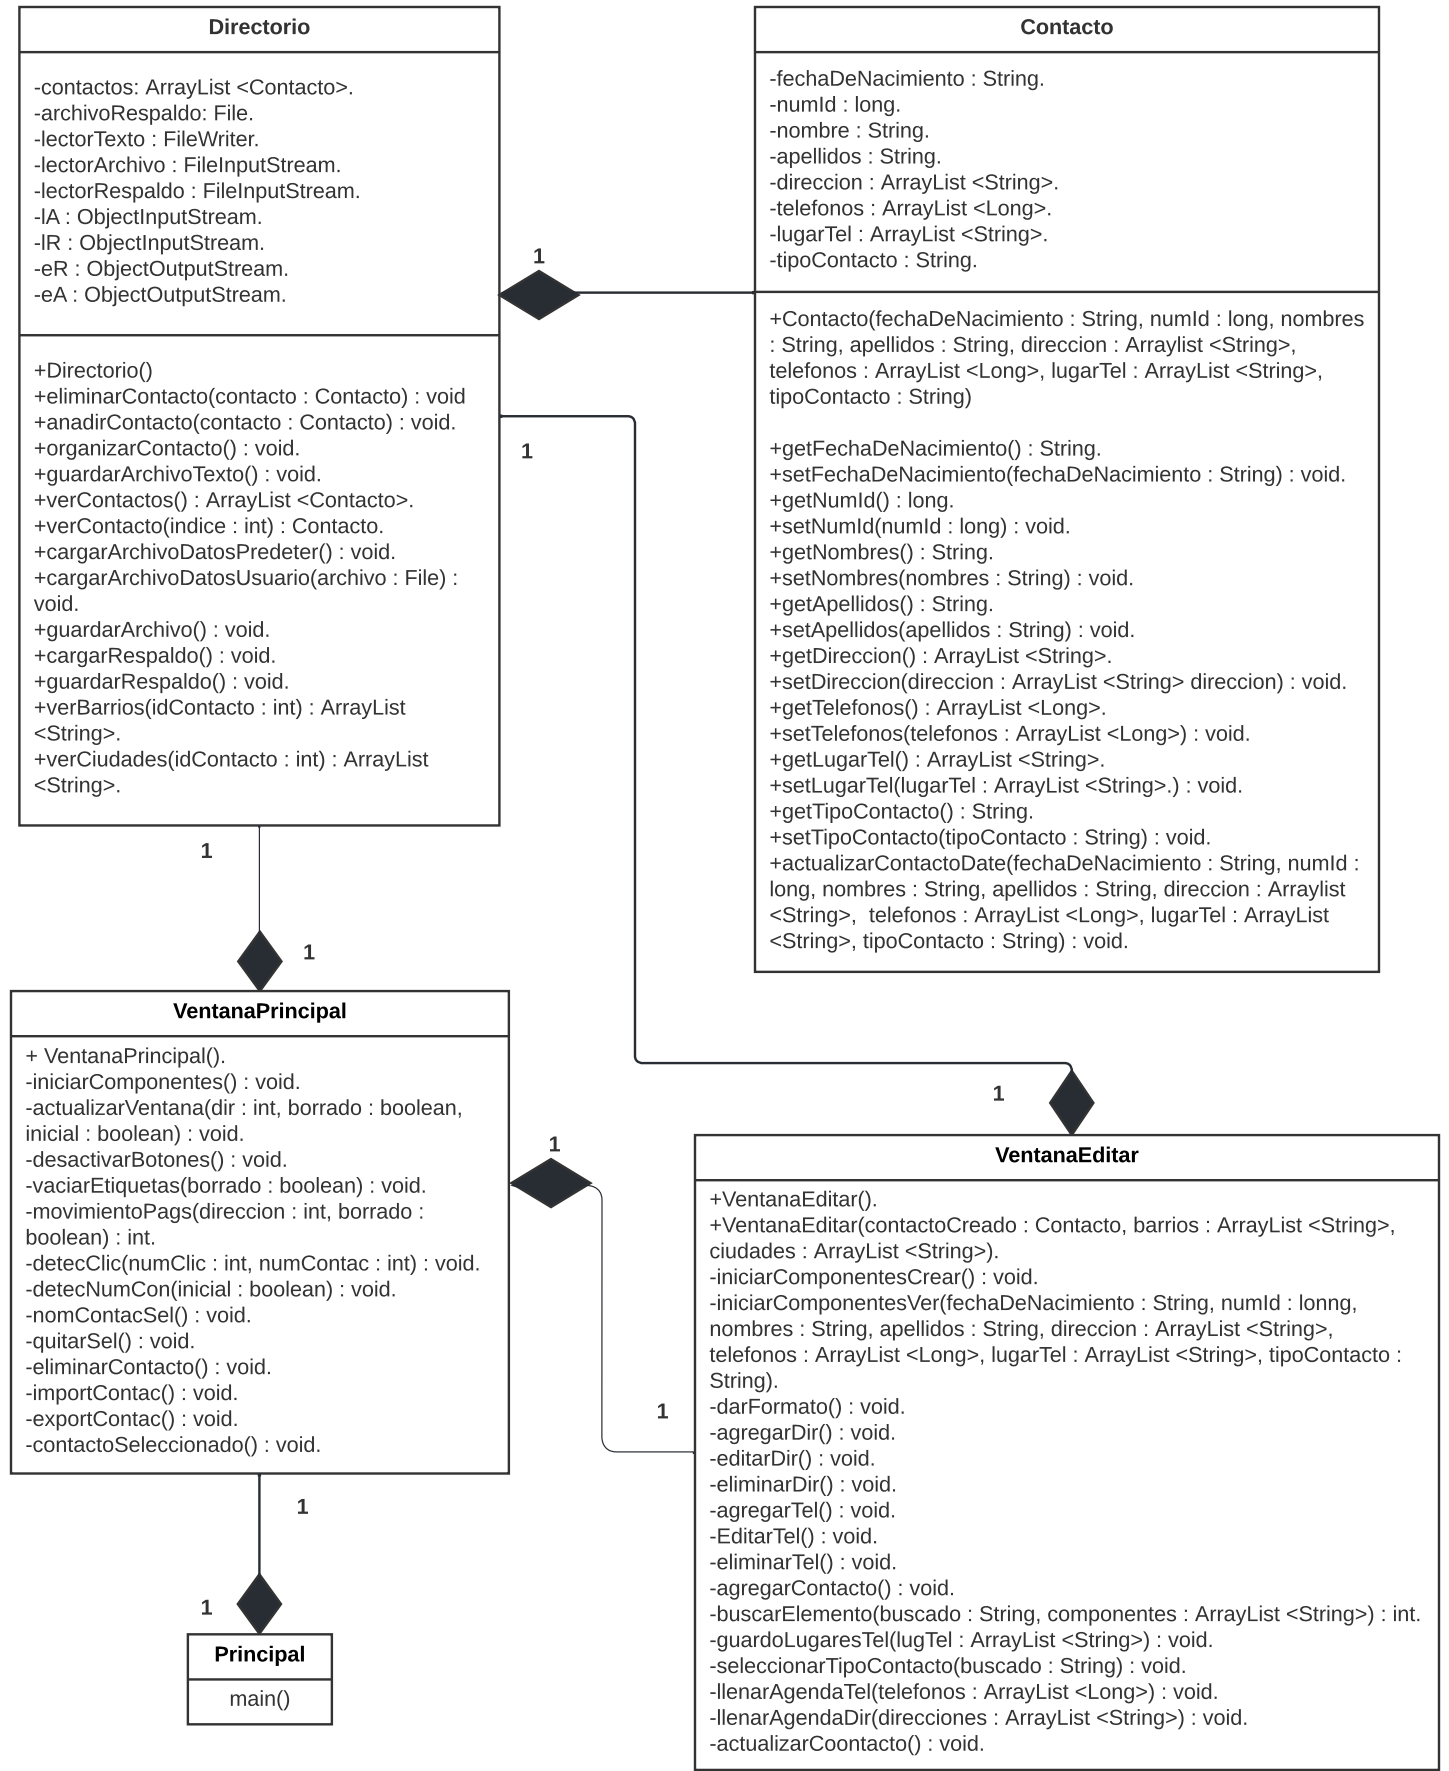 Directorio
-contactos: ArrayList <Contacto>.
-archivoRespaldo: File.
-lectorTexto : FileWriter.
-lectorArchivo : FileInputStream.
-lectorRespaldo : FileInputStream.
-lA : ObjectInputStream.
-lR : ObjectInputStream.
-eR : ObjectOutputStream.
-eA : ObjectOutputStream.
+Directorio()
+eliminarContacto(contacto : Contacto) : void
+anadirContacto(contacto : Contacto) : void.
+organizarContacto() : void.
+guardarArchivoTexto() : void.
+verContactos() : ArrayList <Contacto>.
+verContacto(indice : int) : Contacto.
+cargarArchivoDatosPredeter() : void.
+cargarArchivoDatosUsuario(archivo : File) :
void.
+guardarArchivo() : void.
+cargarRespaldo() : void.
+guardarRespaldo() : void.
+verBarrios(idContacto : int) : ArrayList
<String>.
+verCiudades(idContacto : int) : ArrayList
<String>.
1
1
Contacto
-fechaDeNacimiento : String.
-numId : long.
-nombre : String.
-apellidos : String.
-direccion : ArrayList <String>.
-telefonos : ArrayList <Long>.
-lugarTel : ArrayList <String>.
-tipoContacto : String.
+Contacto(fechaDeNacimiento : String, numId : long, nombres
: String, apellidos : String, direccion : Arraylist <String>,
telefonos : ArrayList <Long>, lugarTel : ArrayList <String>,
tipoContacto : String)
+getFechaDeNacimiento() : String.
+setFechaDeNacimiento(fechaDeNacimiento : String) : void.
+getNumId() : long.
+setNumId(numId : long) : void.
+getNombres() : String.
+setNombres(nombres : String) : void.
+getApellidos() : String.
+setApellidos(apellidos : String) : void.
+getDireccion() : ArrayList <String>.
+setDireccion(direccion : ArrayList <String> direccion) : void.
+getTelefonos() : ArrayList <Long>.
+setTelefonos(telefonos : ArrayList <Long>) : void.
+getLugarTel() : ArrayList <String>.
+setLugarTel(lugarTel : ArrayList <String>.) : void.
+getTipoContacto() : String.
+setTipoContacto(tipoContacto : String) : void.
+actualizarContactoDate(fechaDeNacimiento : String, numId :
long, nombres : String, apellidos : String, direccion : Arraylist
<String>,  telefonos : ArrayList <Long>, lugarTel : ArrayList
<String>, tipoContacto : String) : void.
1
1
VentanaPrincipal
+ VentanaPrincipal().
-iniciarComponentes() : void.
-actualizarVentana(dir : int, borrado : boolean,
inicial : boolean) : void.
-desactivarBotones() : void.
-vaciarEtiquetas(borrado : boolean) : void.
-movimientoPags(direccion : int, borrado :
boolean) : int.
-detecClic(numClic : int, numContac : int) : void.
-detecNumCon(inicial : boolean) : void.
-nomContacSel() : void.
-quitarSel() : void.
-eliminarContacto() : void.
-importContac() : void.
-exportContac() : void.
-contactoSeleccionado() : void.
1
1
1
VentanaEditar
+VentanaEditar().
+VentanaEditar(contactoCreado : Contacto, barrios : ArrayList <String>,
ciudades : ArrayList <String>).
-iniciarComponentesCrear() : void.
-iniciarComponentesVer(fechaDeNacimiento : String, numId : lonng,
nombres : String, apellidos : String, direccion : ArrayList <String>,
telefonos : ArrayList <Long>, lugarTel : ArrayList <String>, tipoContacto :
String).
-darFormato() : void.
-agregarDir() : void.
-editarDir() : void.
-eliminarDir() : void.
-agregarTel() : void.
-EditarTel() : void.
-eliminarTel() : void.
-agregarContacto() : void.
-buscarElemento(buscado : String, componentes : ArrayList <String>) : int.
-guardoLugaresTel(lugTel : ArrayList <String>) : void.
-seleccionarTipoContacto(buscado : String) : void.
-llenarAgendaTel(telefonos : ArrayList <Long>) : void.
-llenarAgendaDir(direcciones : ArrayList <String>) : void.
-actualizarCoontacto() : void.
1
1
Principal
main()